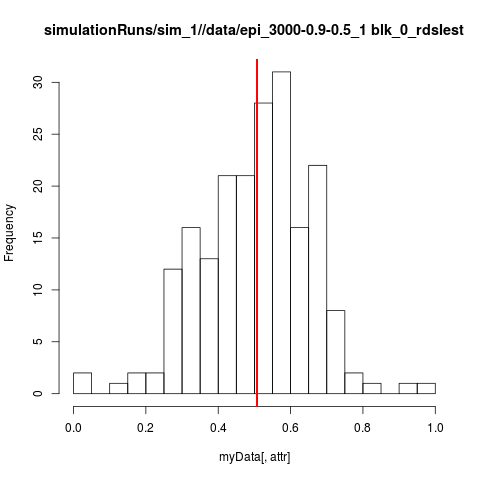 simulationRuns/sim_1//data/epi_3000-0.9-0.5_1 blk_0_rdslest
Frequency
30
25
20
15
10
5
0
0.0 0.2 0.4 0.6 0.8 1.0
myData[, attr]